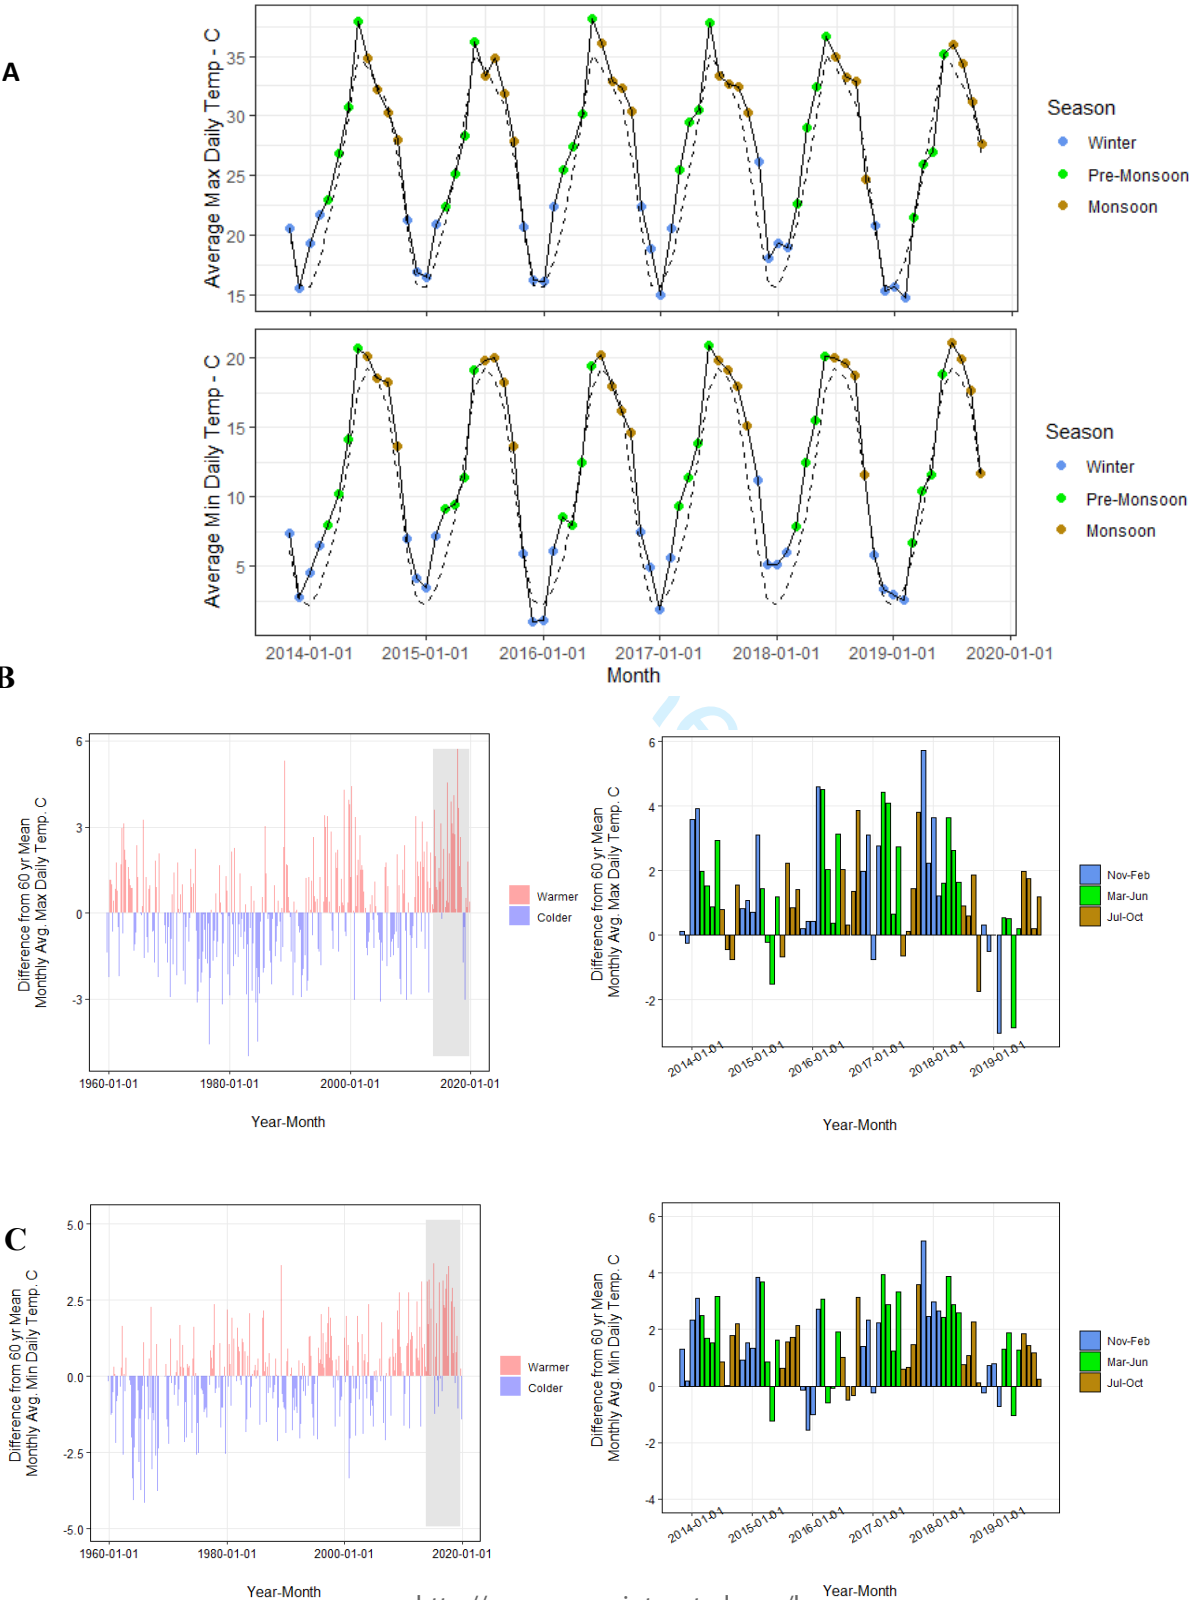 A
Average Max Daily Temp - C
35
30
25
20
15
Season
Winter
Pre-Monsoon
Monsoon
Average Min Daily Temp - C
20
15
10
5
Season
Winter
Pre-Monsoon
Monsoon
2014-01-01 2015-01-01 2016-01-01 2017-01-01 2018-01-01 2019-01-01 2020-01-01
Month
B
Difference from 60 yr Mean
Monthly Avg. Max Daily Temp. C
6
3
0
-3
1960-01-01 1980-01-01 2000-01-01 2020-01-01
Year-Month
Warmer
Colder
Difference from 60 yr Mean
Monthly Avg. Max Daily Temp. C
6
4
2
0
-2
2014-01-01 2015-01-01 2016-01-01 2017-01-01 2018-01-01 2019-01-01
Year-Month
Nov-Feb
Mar-Jun
Jul-Oct
C
Difference from 60 yr Mean
Monthly Avg. Min Daily Temp. C
5.0
2.5
0.0
-2.5
-5.0
1960-01-01 1980-01-01 2000-01-01 2020-01-01
Year-Month
Warmer
Colder
Difference from 60 yr Mean
Monthly Avg. Min Daily Temp. C
6
4
2
0
-2
-4
2014-01-01 2015-01-01 2016-01-01 2017-01-01 2018-01-01 2019-01-01
Year-Month
Nov-Feb
Mar-Jun
Jul-Oct